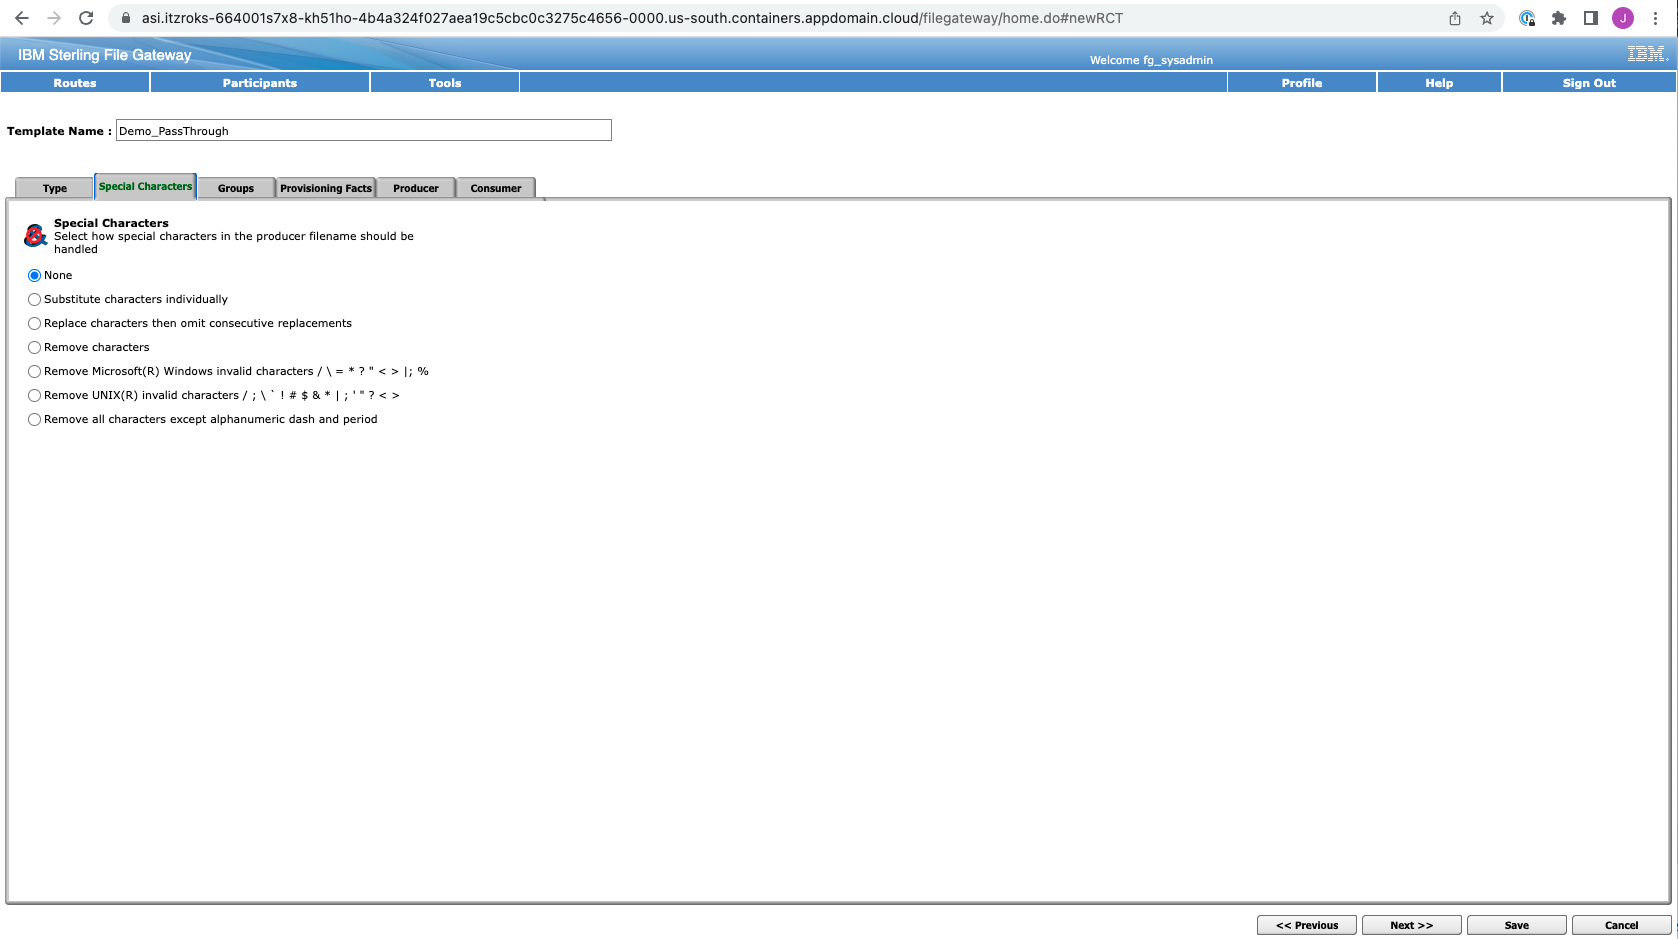 asi.itzroks-664001s7x8-kh51ho-4b4a324f027aea19c5cbc0c3275c4656-0000.us-south.containers.appdomain.cloud/filegateway/home.do#newRCT
J
IBM Sterling File Gateway
Welcome fg_sysadmin
IBM.
Routes
Participants
Tools
Profile
Help
Sign Out
Template Name : Demo_PassThrough
Type
Special Characters
Groups
Provisioning Facts
Producer
Consumer
Special Characters
Select how special characters in the producer filename should be
handled
None
Substitute characters individually
Replace characters then omit consecutive replacements
Remove characters
Remove Microsoft(R) Windows invalid characters / \ = * ? " < > |; %
Remove UNIX(R) invalid characters / ; \ ` ! # $ & * | ; ' " ? < >
Remove all characters except alphanumeric dash and period
<< Previous
Next >>
Save
Cancel